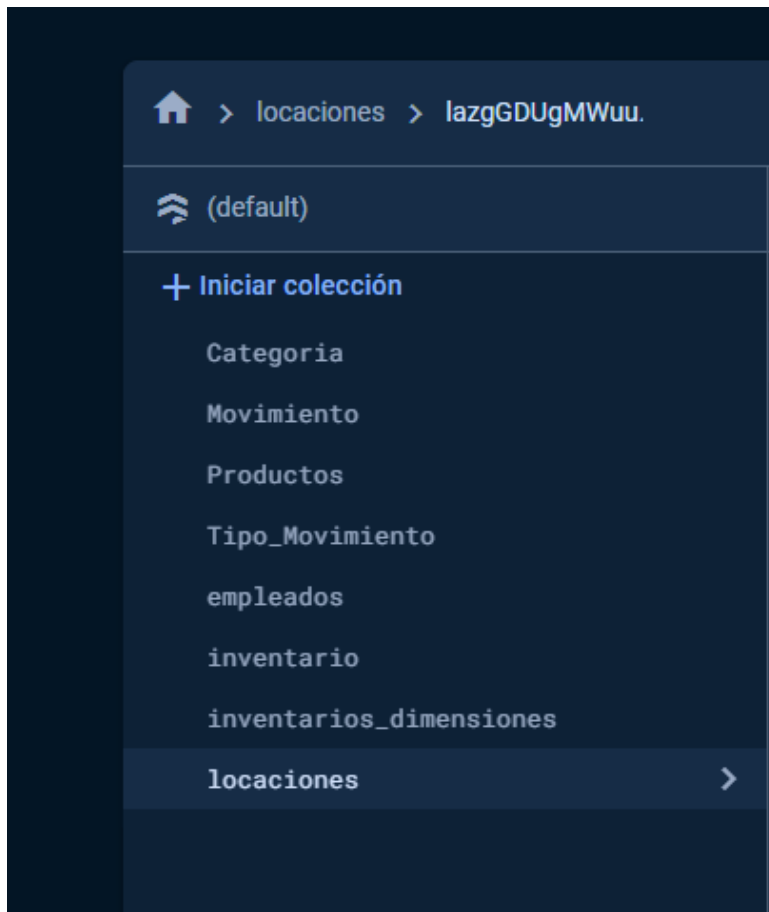 locaciones > lazgGDUgMWuu.
(default)
+ Iniciar colección
Categoria
Movimiento
Productos
Tipo_Movimiento
empleados
inventario
inventarios_dimensiones
locaciones